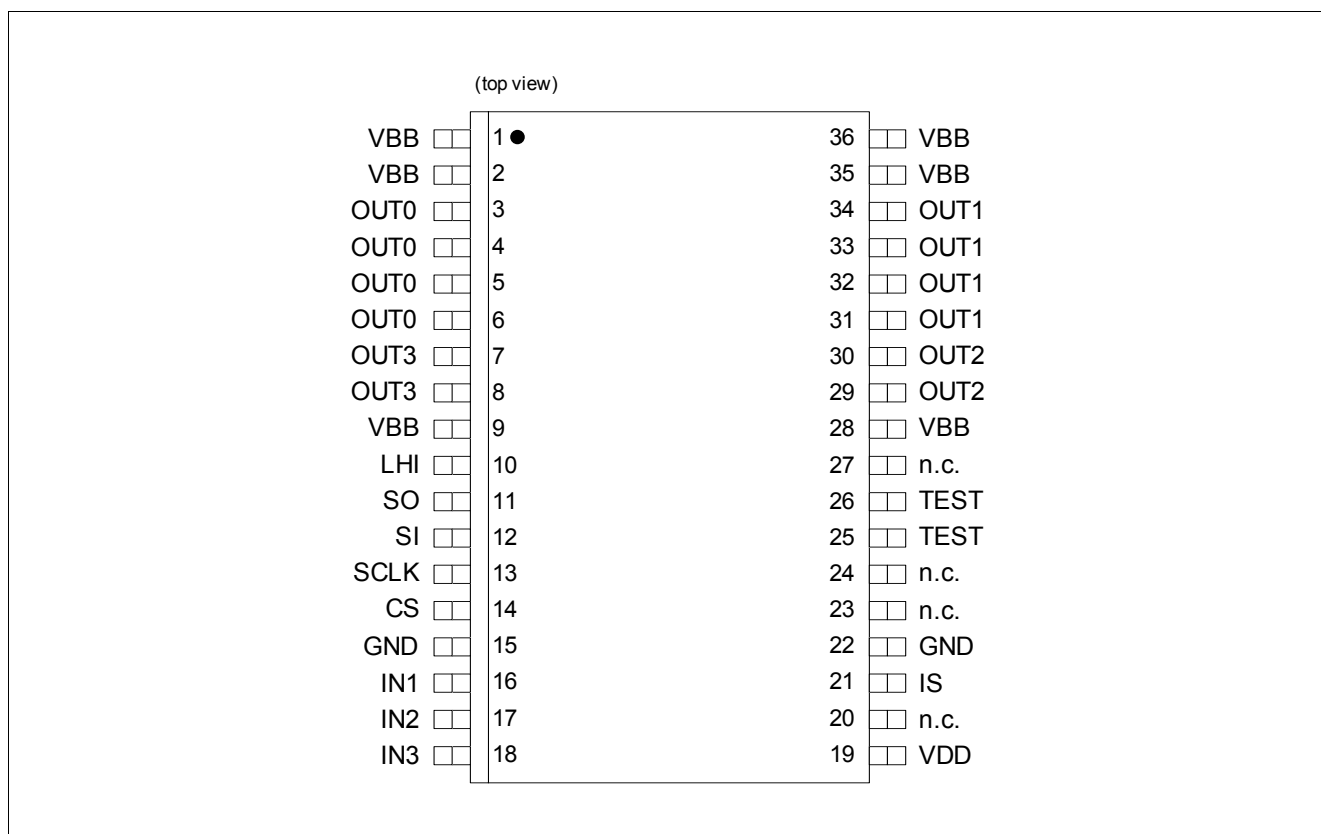 (top view)
VBB 1 36 VBB
VBB 2 35 VBB
OUT0 3 34 OUT1
OUT0 4 33 OUT1
OUT0 5 32 OUT1
OUT0 6 31 OUT1
OUT3 7 30 OUT2
OUT3 8 29 OUT2
VBB 9 28 VBB
LHI 10 27 n.c.
SO 11 26 TEST
SI 12 25 TEST
SCLK 13 24 n.c.
CS 14 23 n.c.
GND 15 22 GND
IN1 16 21 IS
IN2 17 20 n.c.
IN3 18 19 VDD